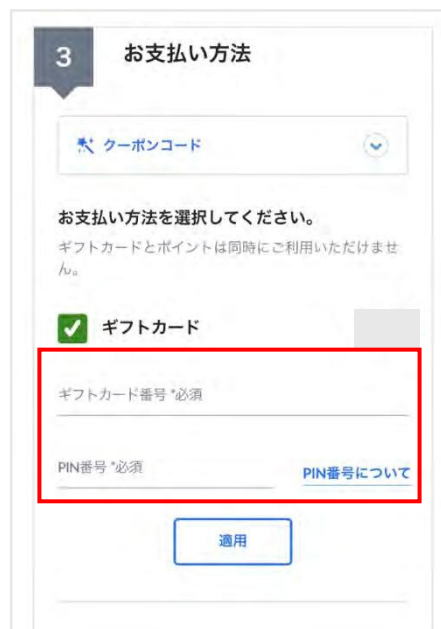 3 お支払い方法
クーポンコード
お支払い方法を選択してください。
ギフトカードとポイントは同時にご利用いただけませ
ん。
ギフトカード
ギフトカード番号 *必須
PIN番号 *必須 PIN番号について
適用